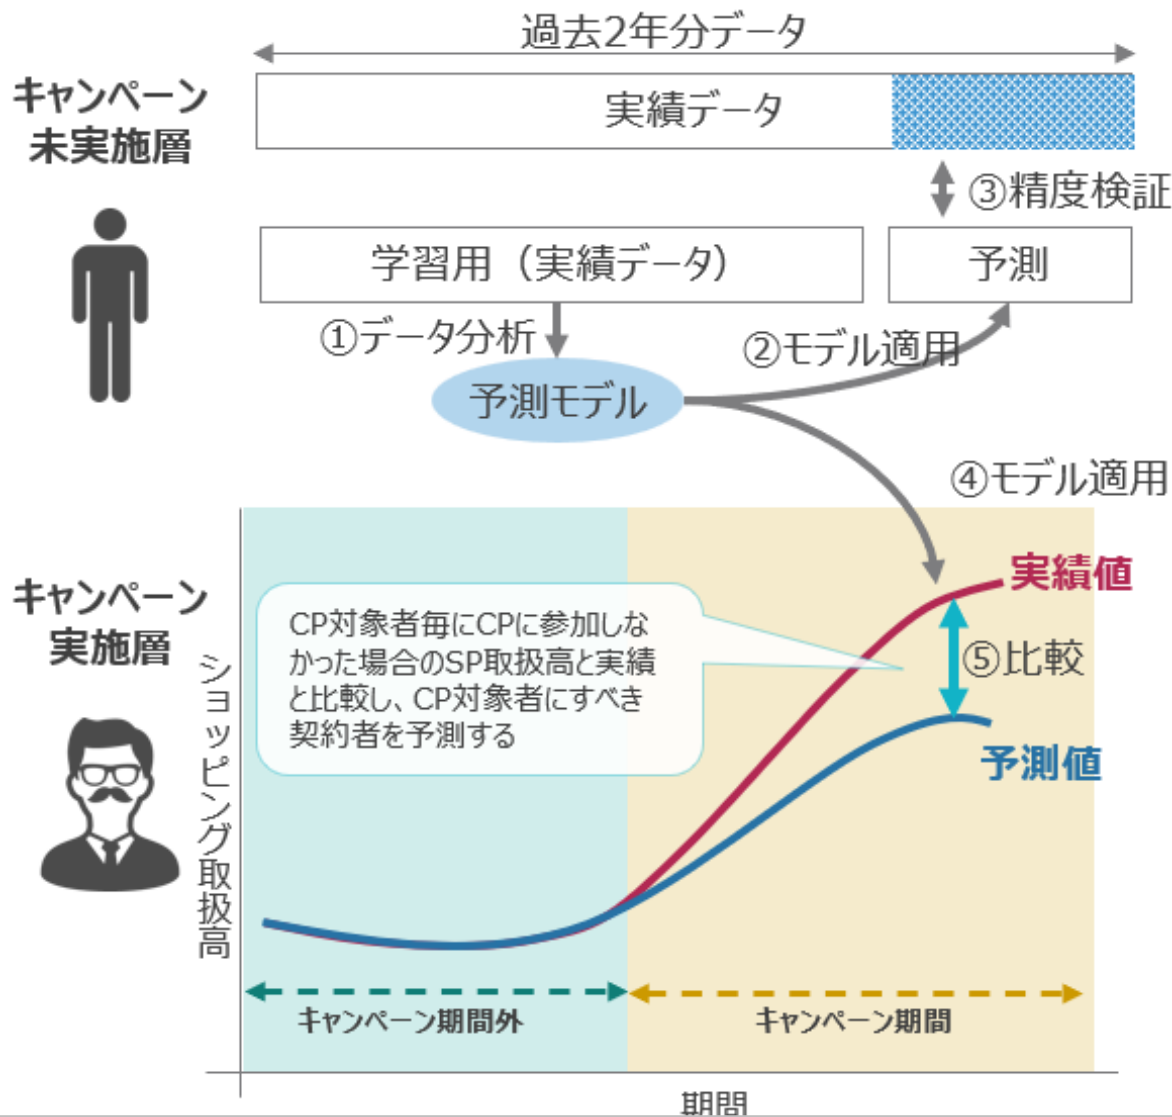 過去2年分データ
キャンペーン
未実施層
実績データ
③精度検証
学習用（実績データ）
予測
①データ分析
②モデル適用
予測モデル
④モデル適用
キャンペーン
実施層
実績値
CP対象者毎にCPに参加しな
かった場合のSP取扱高と実績
と比較し、CP対象者にすべき
契約者を予測する
⑤比較
予測値
ショッピング取扱高
キャンペーン期間外
キャンペーン期間
期間